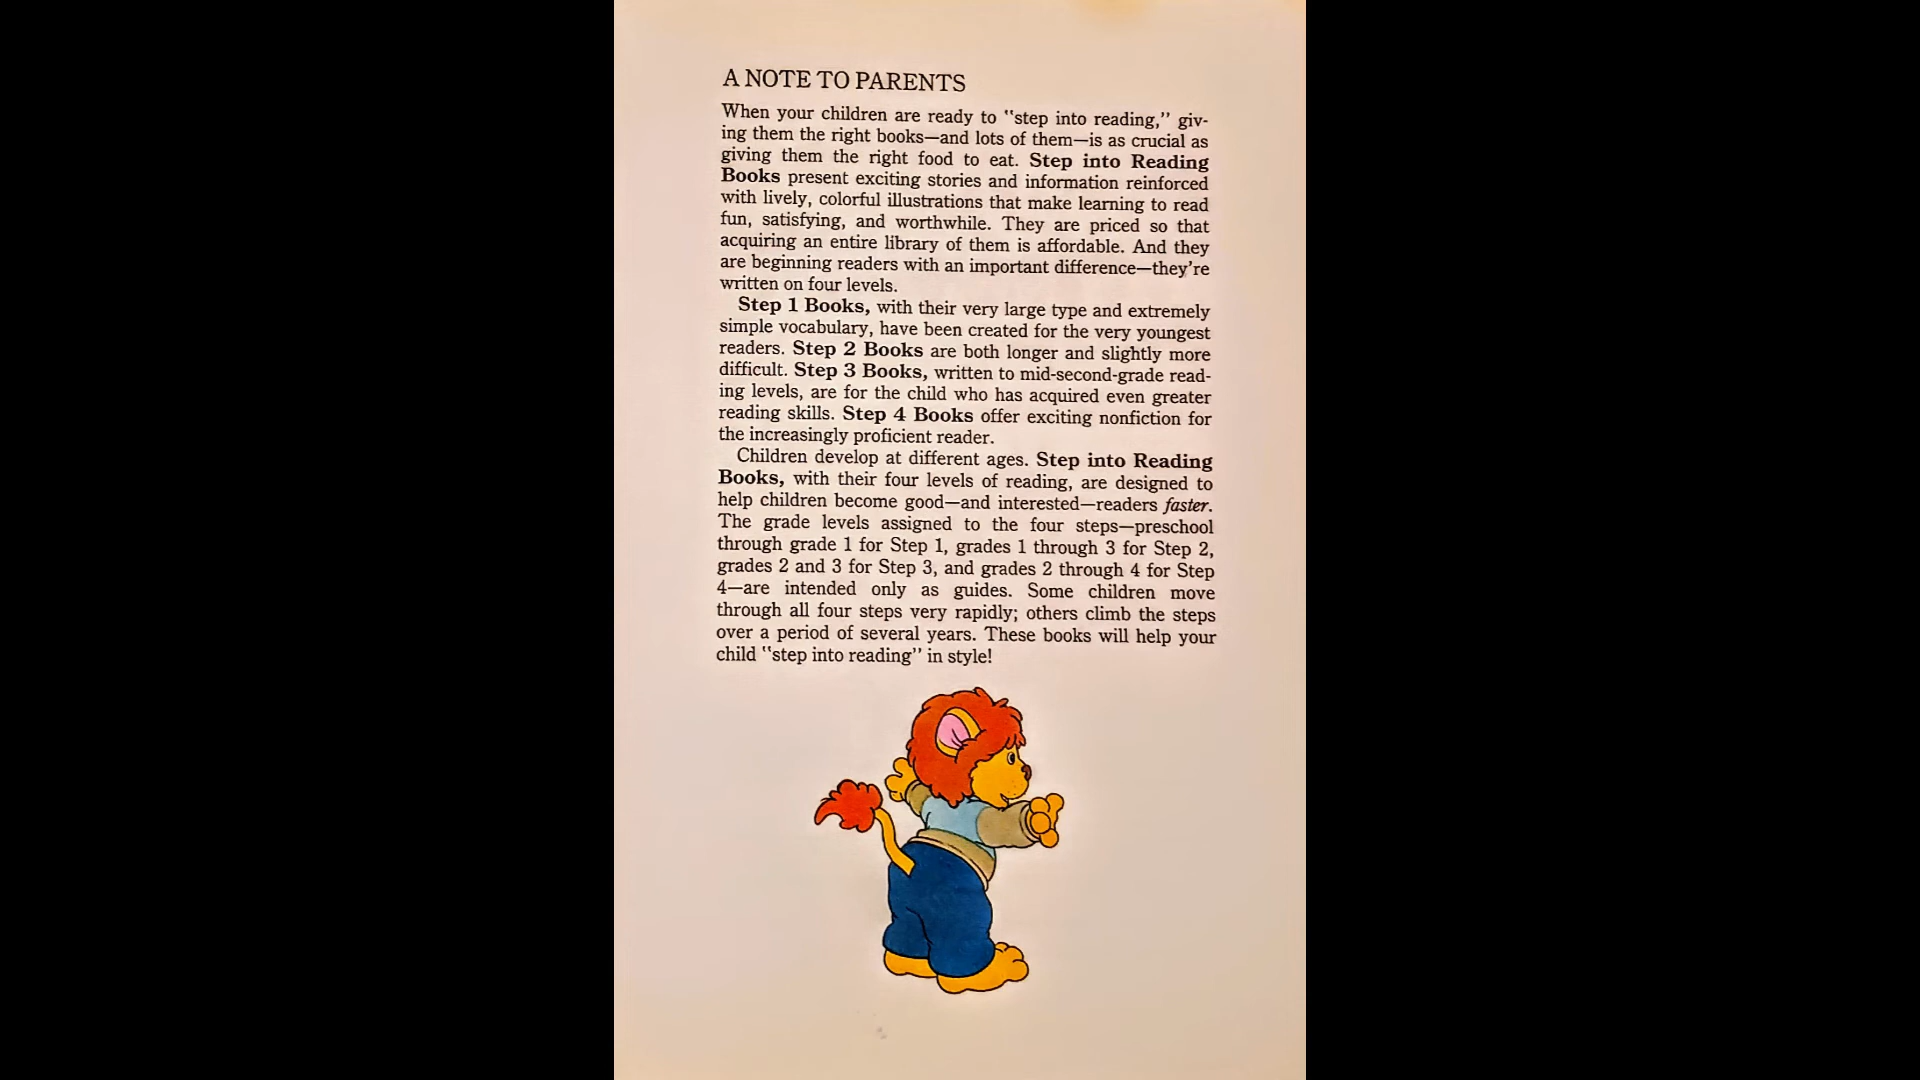 A NOTE TO PARENTS
When your children are ready to "step into reading," giv-
ing them the right books—and lots of them—is as crucial as
giving them the right food to eat. Step into Reading
Books present exciting stories and information reinforced
with lively, colorful illustrations that make learning to read
fun, satisfying, and worthwhile. They are priced so that
acquiring an entire library of them is affordable. And they
are beginning readers with an important difference—they're
written on four levels.
Step 1 Books, with their very large type and extremely
simple vocabulary, have been created for the very youngest
readers. Step 2 Books are both longer and slightly more
difficult. Step 3 Books, written to mid-second-grade read-
ing levels, are for the child who has acquired even greater
reading skills. Step 4 Books offer exciting nonfiction for
the increasingly proficient reader.
Children develop at different ages. Step into Reading
Books, with their four levels of reading, are designed to
help children become good—and interested—readers faster.
The grade levels assigned to the four steps—preschool
through grade 1 for Step 1, grades 1 through 3 for Step 2,
grades 2 and 3 for Step 3, and grades 2 through 4 for Step
4—are intended only as guides. Some children move
through all four steps very rapidly; others climb the steps
over a period of several years. These books will help your
child "step into reading" in style!